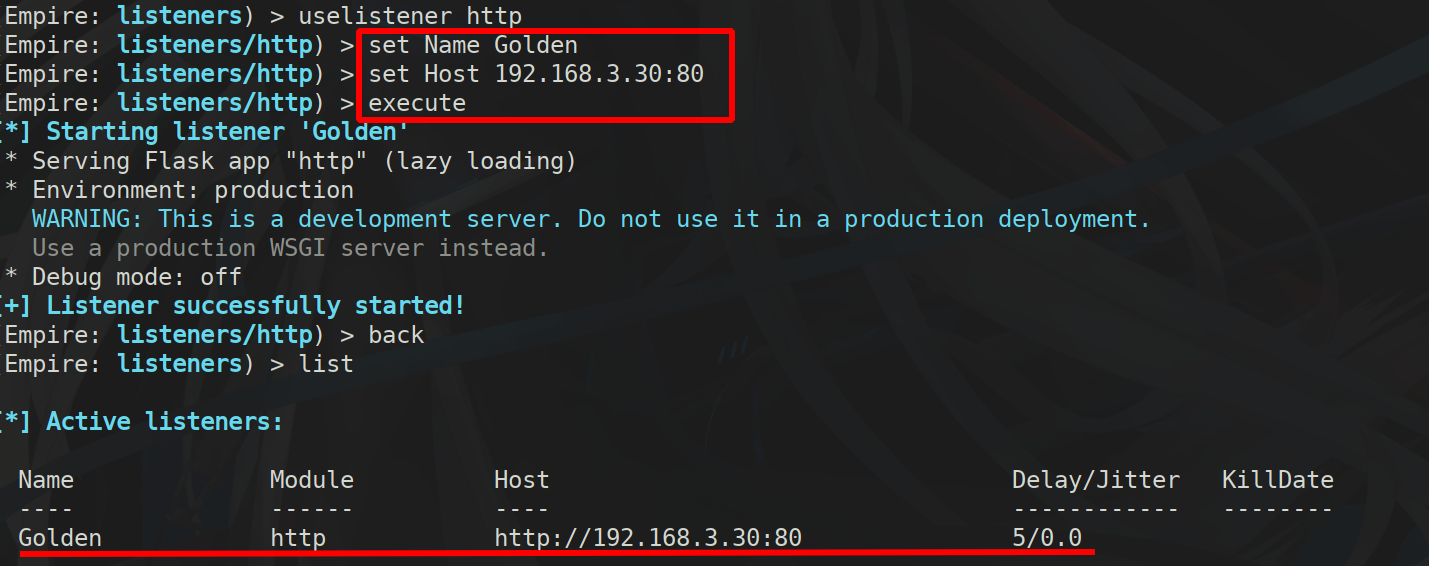 (Empire: listeners) > uselistener http
(Empire: listeners/http) > set Name Golden
(Empire: listeners/http) > set Host 192.168.3.30:80
(Empire: listeners/http) > execute
[*] Starting listener 'Golden'
* Serving Flask app "http" (lazy loading)
* Environment: production
WARNING: This is a development server. Do not use it in a production deployment.
Use a production WSGI server instead.
* Debug mode: off
[+] Listener successfully started!
(Empire: listeners/http) > back
(Empire: listeners) > list
[*] Active listeners:
Name Module Host Delay/Jitter KillDate
---- ------ ---- ------------ --------
Golden http http://192.168.3.30:80 5/0.0